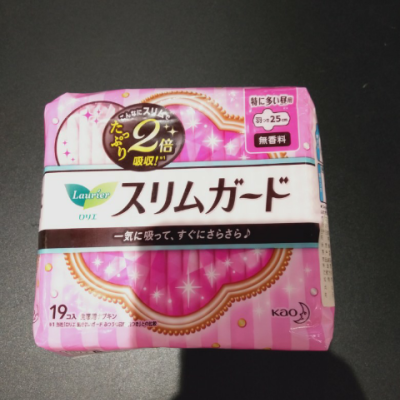 こんなにスリムで
たっぷり
2倍
吸収!
特に多い昼用
羽つき25cm
無香料
Laurier
ロリエ
スリムガード
一気に吸って、すぐにさらさら♪
19コ入
生理用ナプキン
Kao